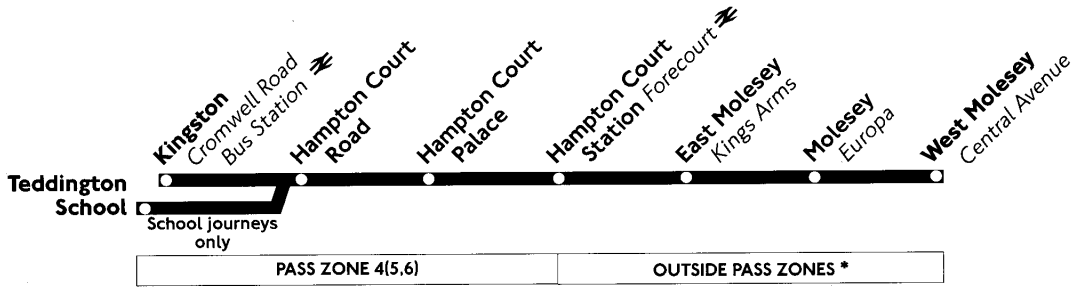 Kingston
Cromwell Road
Bus Station
Hampton Court
Road
Hampton Court
Palace
Hampton Court
Station Forecourt
East Molesey
Kings Arms
Molesey
Europa
West Molesey
Central Avenue
Teddington
School
School journeys
only
PASS ZONE 4(5,6)
OUTSIDE PASS ZONES *